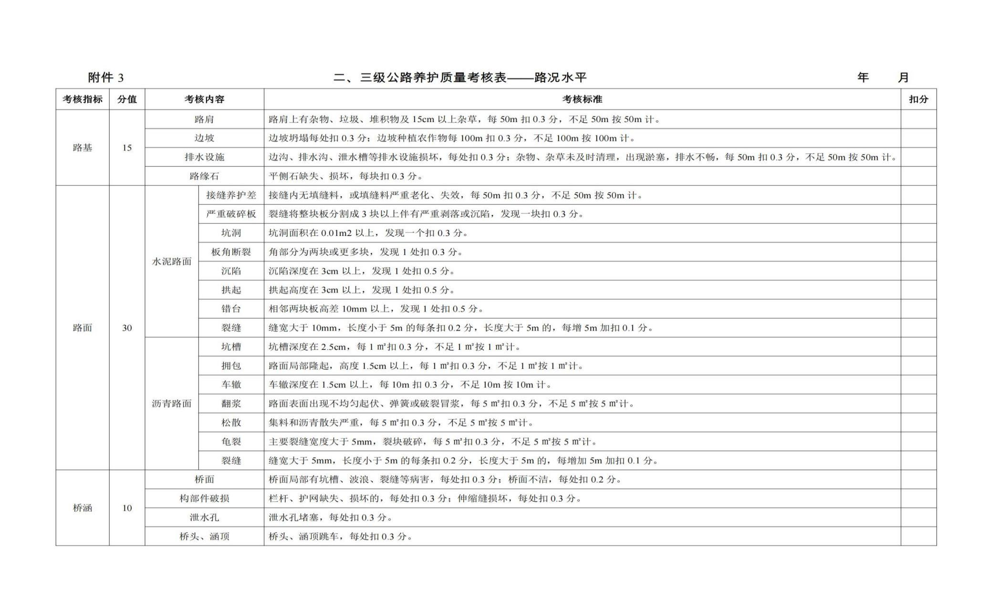 附件 3 二、三级公路养护质量考核表——路况水平 年 月
考核指标 分值 考核内容 考核标准 扣分
路基 15 路肩 路肩上有杂物、垃圾、堆积物及 15cm 以上杂草，每 50m 扣 0.3 分，不足 50m 按 50m 计。
边坡 边坡坍塌每处扣 0.3 分；边坡种植农作物每 100m 扣 0.3 分，不足 100m 按 100m 计。
排水设施 边沟、排水沟、泄水槽等排水设施损坏，每处扣 0.3 分；杂物、杂草未及时清理，出现淤塞，排水不畅，每 50m 扣 0.3 分，不足 50m 按 50m 计。
路缘石 平侧石缺失、损坏，每块扣 0.3 分。
路面 30 水泥路面 接缝养护差 接缝内无填缝料，或填缝料严重老化、失效，每 50m 扣 0.3 分，不足 50m 按 50m 计。
严重破碎板 裂缝将整块板分割成 3 块以上伴有严重剥落或沉陷，发现一块扣 0.3 分。
坑洞 坑洞面积在 0.01m2 以上，发现一个扣 0.3 分。
板角断裂 角部分为两块或更多块，发现 1 处扣 0.3 分。
沉陷 沉陷深度在 3cm 以上，发现 1 处扣 0.5 分。
拱起 拱起高度在 3cm 以上，发现 1 处扣 0.5 分。
错台 相邻两块板高差 10mm 以上，发现 1 处扣 0.5 分。
裂缝 缝宽大于 10mm，长度小于 5m 的每条扣 0.2 分，长度大于 5m 的，每增 5m 加扣 0.1 分。
沥青路面 坑槽 坑槽深度在 2.5cm，每 1 ㎡扣 0.3 分，不足 1 ㎡按 1 ㎡计。
拥包 路面局部隆起，高度 1.5cm 以上，每 1 ㎡扣 0.3 分，不足 1 ㎡按 1 ㎡计。
车辙 车辙深度在 1.5cm 以上，每 10m 扣 0.3 分，不足 10m 按 10m 计。
翻浆 路面表面出现不均匀起伏、弹簧或破裂冒浆，每 5 ㎡扣 0.3 分，不足 5 ㎡按 5 ㎡计。
松散 集料和沥青散失严重，每 5 ㎡扣 0.3 分，不足 5 ㎡按 5 ㎡计。
龟裂 主要裂缝宽度大于 5mm，裂块破碎，每 5 ㎡扣 0.3 分，不足 5 ㎡按 5 ㎡计。
裂缝 缝宽大于 5mm，长度小于 5m 的每条扣 0.2 分，长度大于 5m 的，每增加 5m 加扣 0.1 分。
桥涵 10 桥面 桥面局部有坑槽、波浪、裂缝等病害，每处扣 0.3 分；桥面不洁，每处扣 0.2 分。
构部件破损 栏杆、护网缺失、损坏的，每处扣 0.3 分；伸缩缝损坏，每处扣 0.3 分。
泄水孔 泄水孔堵塞，每处扣 0.3 分。
桥头、涵顶 桥头、涵顶跳车，每处扣 0.3 分。